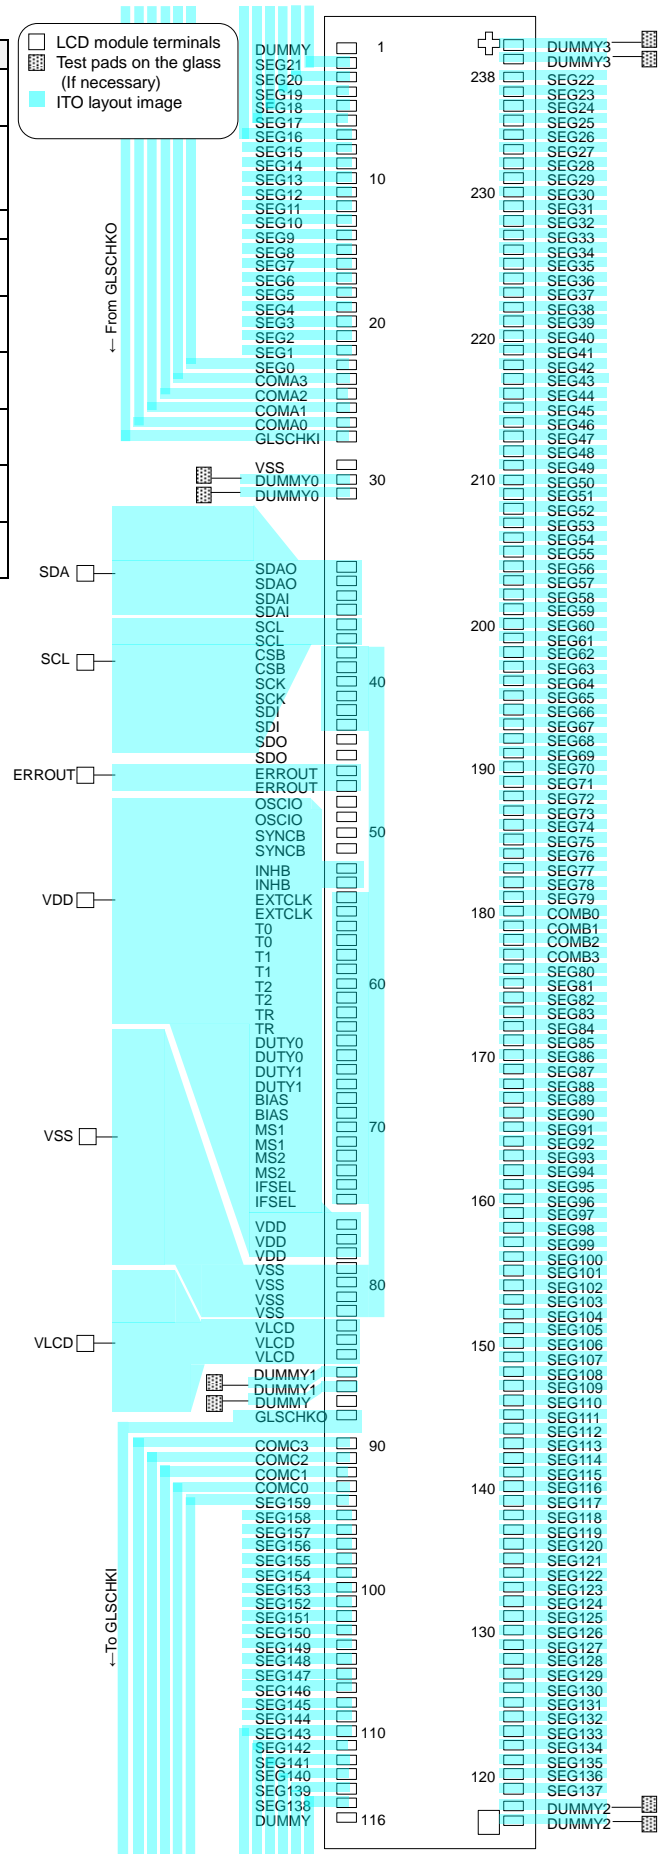 LCD module terminals
Test pads on the glass
(If necessary)
ITO layout image
← From GLSCHKO
DUMMY 1
SEG21
SEG20
SEG19
SEG18
SEG17
SEG16
SEG15
SEG14
SEG13 10
SEG12
SEG11
SEG10
SEG9
SEG8
SEG7
SEG6
SEG5
SEG4
SEG3 20
SEG2
SEG1
SEG0
COMA3
COMA2
COMA1
COMA0
GLSCHKI
VSS
DUMMY0 30
DUMMY0
SDA SDAO
SDAO
SDAI
SDAI
SCL
SCL
SCL CSB
CSB
SCK 40
SCK
SDI
SDI
SDO
SDO
ERROUT ERROUT
ERROUT
OSCIO
OSCIO
SYNCB 50
SYNCB
INHB
INHB
VDD EXTCLK
EXTCLK
T0
T0
T1
T1
T2 60
T2
TR
TR
DUTY0
DUTY0
DUTY1
DUTY1
BIAS
BIAS
VSS MS1 70
MS1
MS2
MS2
IFSEL
IFSEL
VDD
VDD
VDD
VSS
VSS 80
VSS
VSS
VLCD
VLCD VLCD
VLCD
DUMMY1
DUMMY1
DUMMY
GLSCHKO
COMC3 90
COMC2
COMC1
COMC0
SEG159
SEG158
SEG157
SEG156
SEG155
SEG154
SEG153 100
SEG152
SEG151
SEG150
SEG149
SEG148
SEG147
SEG146
SEG145
SEG144
SEG143 110
SEG142
SEG141
SEG140
SEG139
SEG138
DUMMY 116
←To GLSCHKI
DUMMY3
DUMMY3
238 SEG22
SEG23
SEG24
SEG25
SEG26
SEG27
SEG28
SEG29
230 SEG30
SEG31
SEG32
SEG33
SEG34
SEG35
SEG36
SEG37
SEG38
SEG39
220 SEG40
SEG41
SEG42
SEG43
SEG44
SEG45
SEG46
SEG47
SEG48
SEG49
210 SEG50
SEG51
SEG52
SEG53
SEG54
SEG55
SEG56
SEG57
SEG58
SEG59
200 SEG60
SEG61
SEG62
SEG63
SEG64
SEG65
SEG66
SEG67
SEG68
SEG69
190 SEG70
SEG71
SEG72
SEG73
SEG74
SEG75
SEG76
SEG77
SEG78
SEG79
180 COMB0
COMB1
COMB2
COMB3
SEG80
SEG81
SEG82
SEG83
SEG84
SEG85
170 SEG86
SEG87
SEG88
SEG89
SEG90
SEG91
SEG92
SEG93
SEG94
SEG95
160 SEG96
SEG97
SEG98
SEG99
SEG100
SEG101
SEG102
SEG103
SEG104
SEG105
150 SEG106
SEG107
SEG108
SEG109
SEG110
SEG111
SEG112
SEG113
SEG114
SEG115
140 SEG116
SEG117
SEG118
SEG119
SEG120
SEG121
SEG122
SEG123
SEG124
SEG125
130 SEG126
SEG127
SEG128
SEG129
SEG130
SEG131
SEG132
SEG133
SEG134
SEG135
120 SEG136
SEG137
DUMMY2
DUMMY2